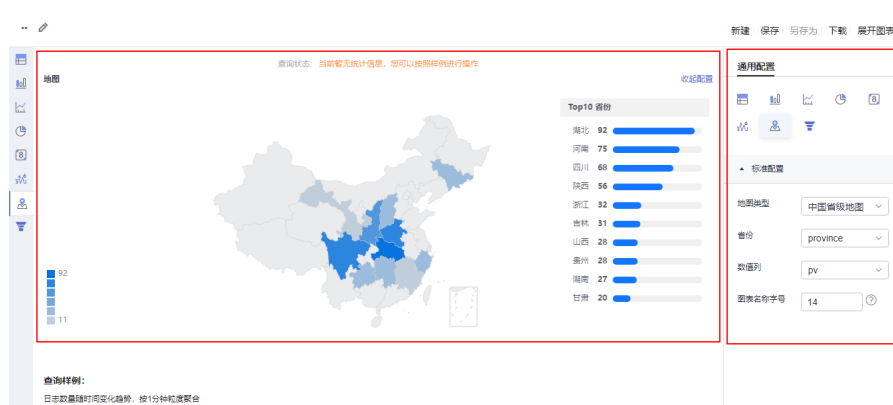 --
新建 保存 另存为 下载 展开图表
查询状态: 当前暂无统计信息，您可以按照样例进行操作
地图
收起配置
Top10 省份
湖北 92
河南 75
四川 68
陕西 56
浙江 32
吉林 31
山西 28
贵州 28
湖南 27
甘肃 20
92
11
通用配置
标准配置
地图类型 中国省级地图
省份 province
数值列 pv
图表名称字号 14
查询样例：
日志数量随时间变化趋势，按1分钟粒度聚合